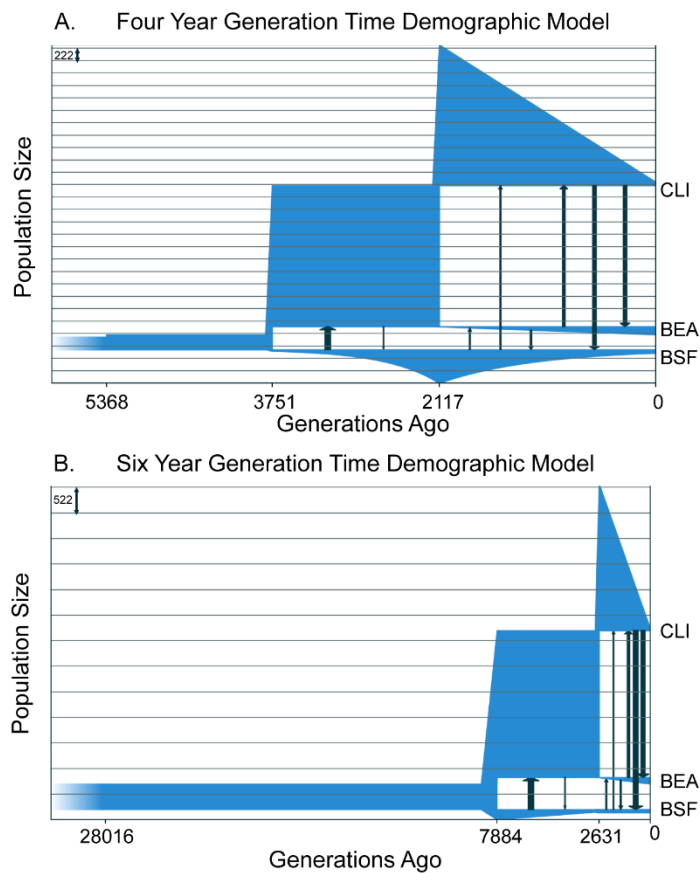 A. Four Year Generation Time Demographic Model
222
Population Size
CLI
BEA
BSF
5368 3751 2117 0
Generations Ago
B. Six Year Generation Time Demographic Model
522
Population Size
CLI
BEA
BSF
28016 7884 2631 0
Generations Ago